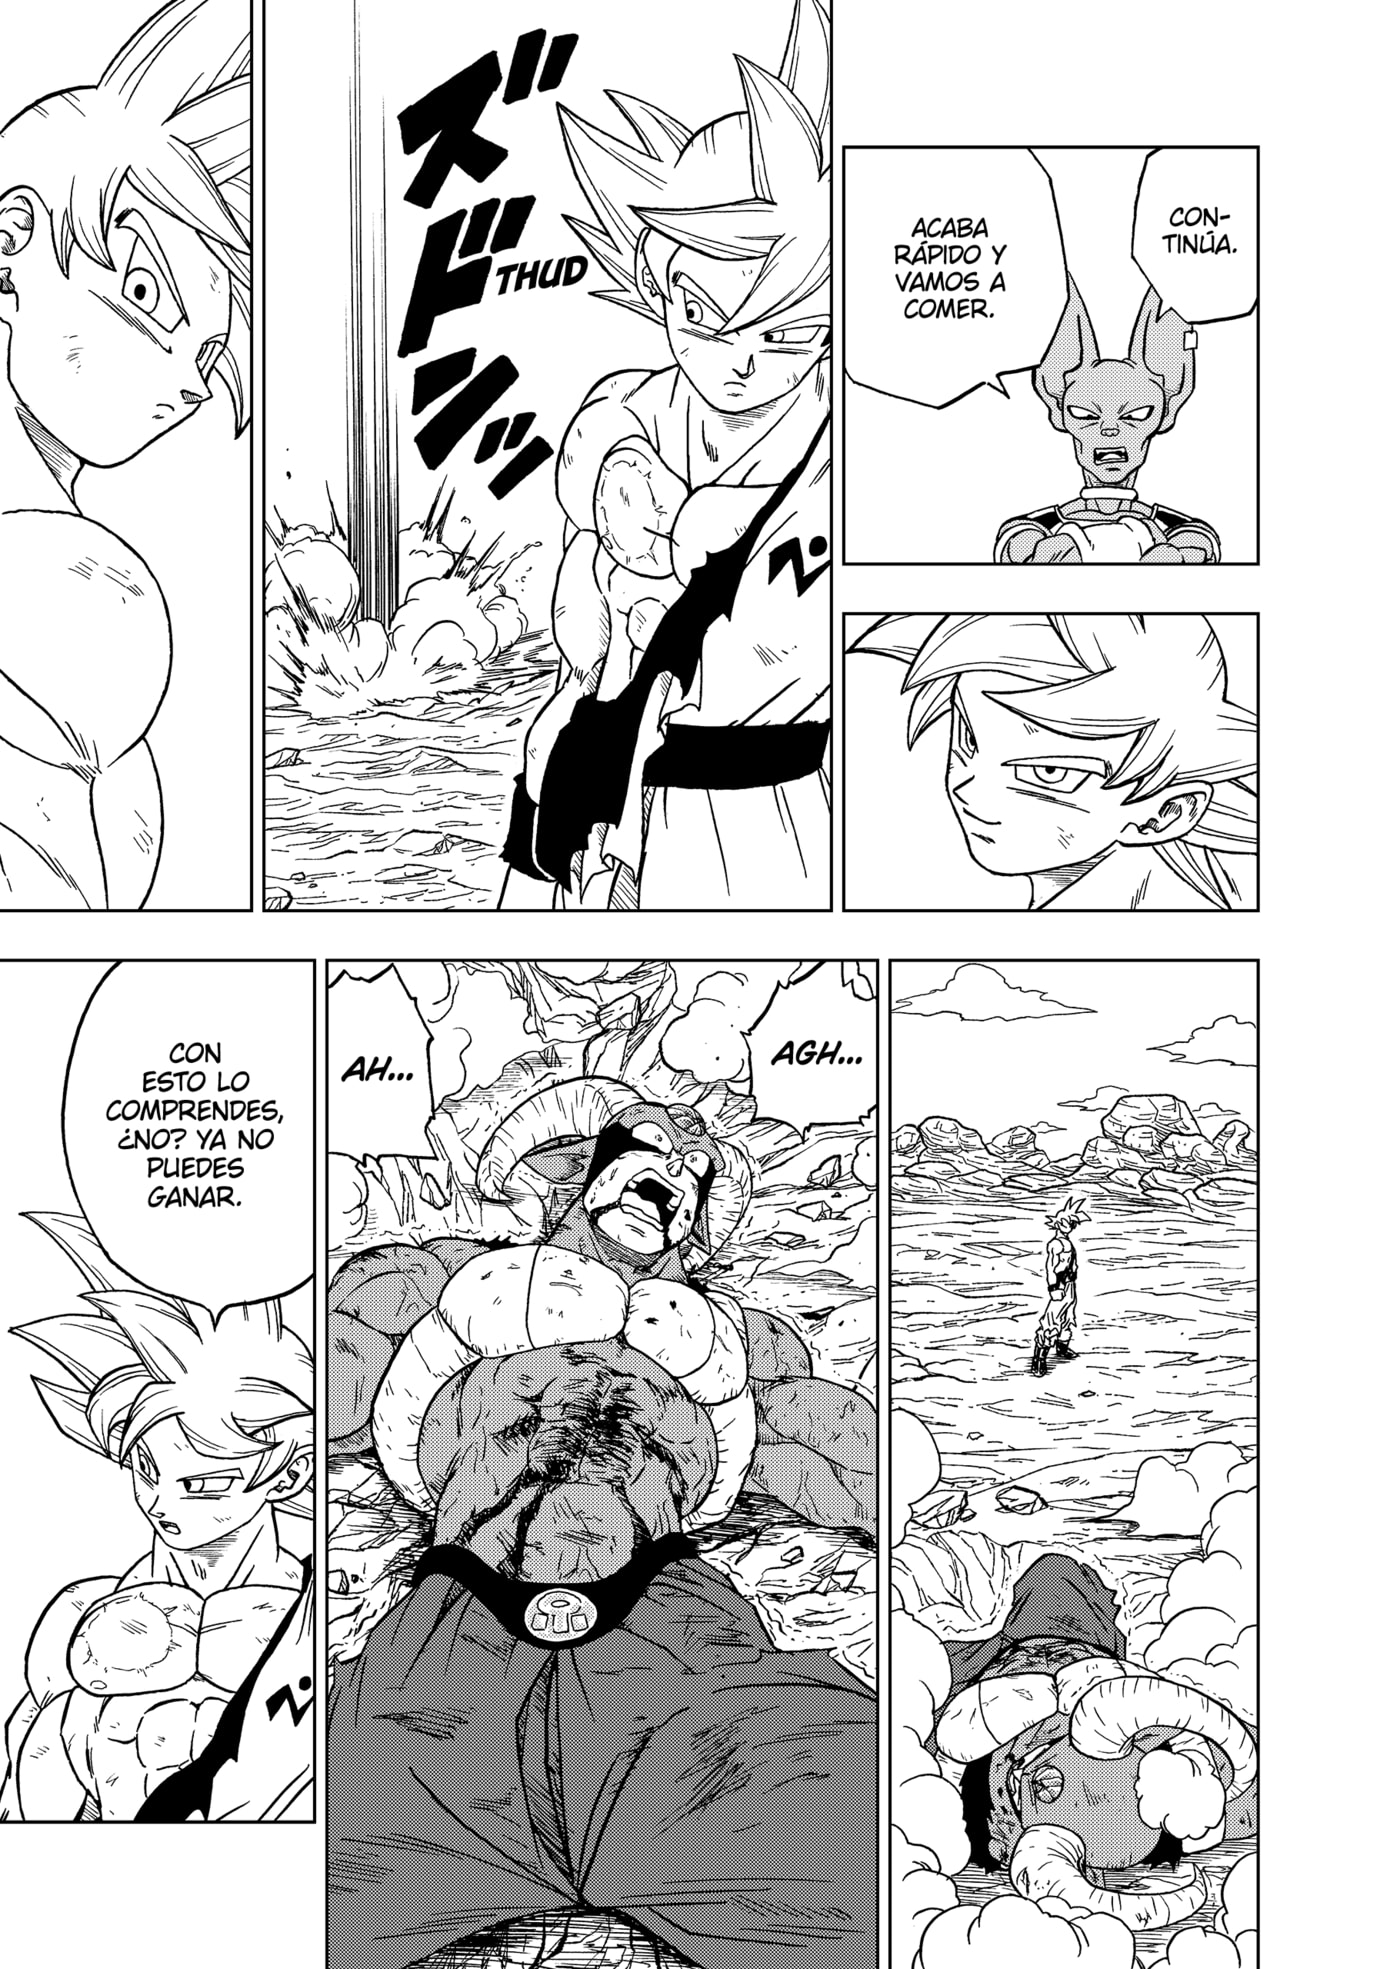 CON-
TINÚA.
ACABA
RÁPIDO Y
VAMOS A
COMER.
ズドンッ
THUD
AGH...
AH...
CON
ESTO LO
COMPRENDES,
¿NO? YA NO
PUEDES
GANAR.